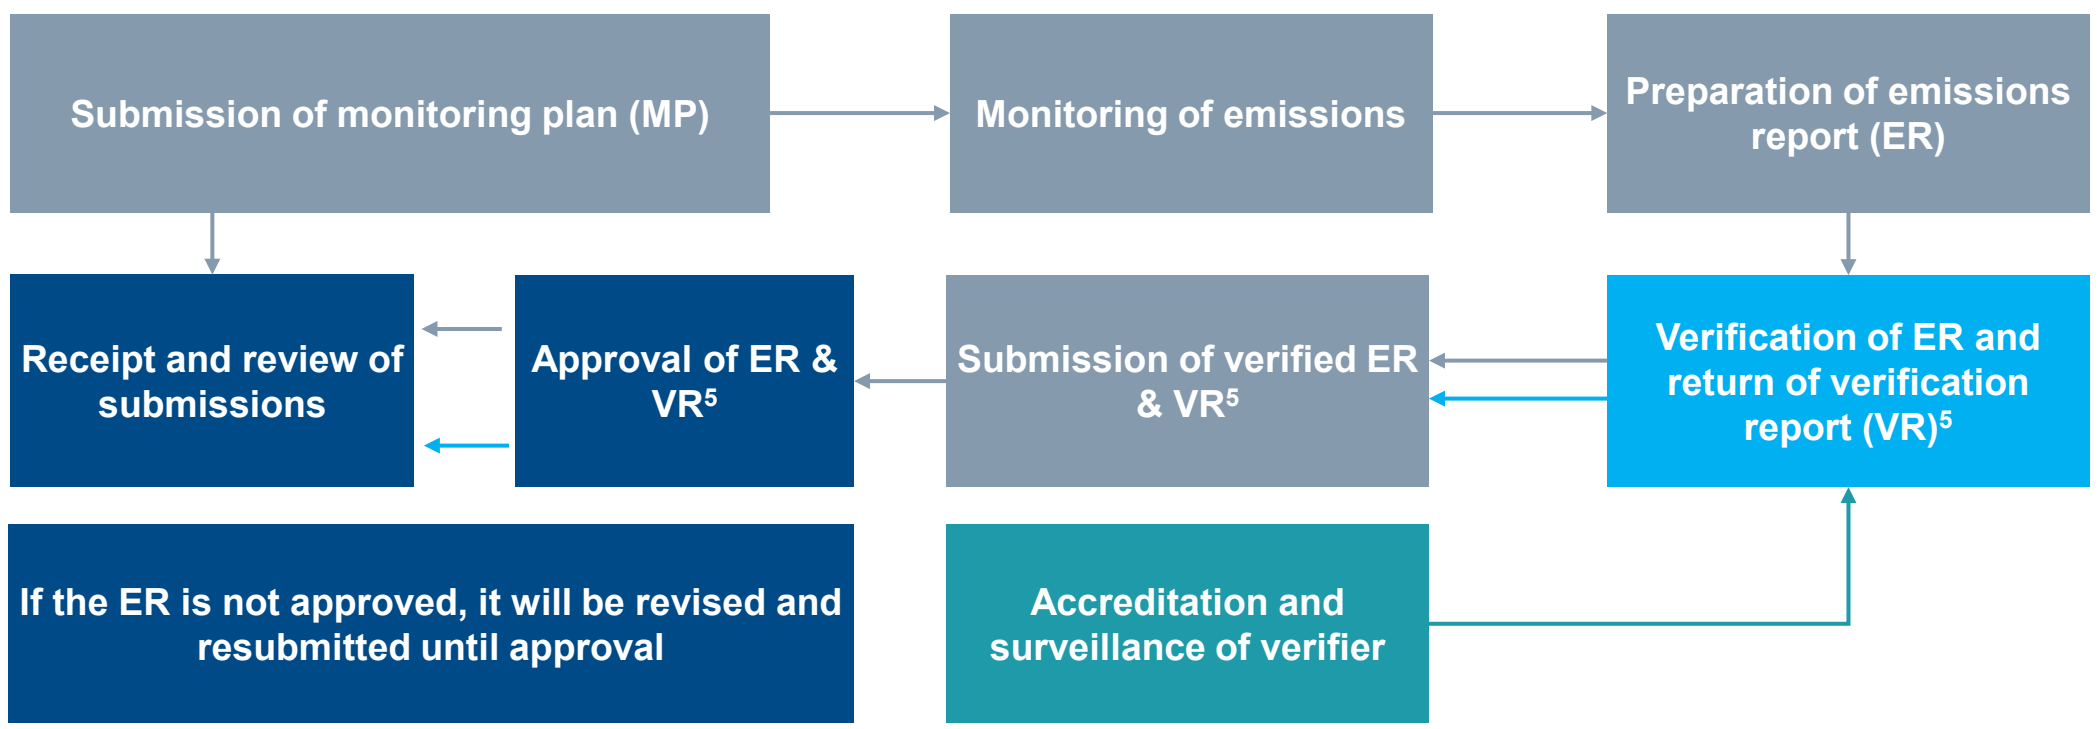 Submission of monitoring plan (MP)
Monitoring of emissions
Preparation of emissions
report (ER)
Receipt and review of
submissions
Approval of ER &
VR⁵
Submission of verified ER
& VR⁵
Verification of ER and
return of verification
report (VR)⁵
If the ER is not approved, it will be revised and
resubmitted until approval
Accreditation and
surveillance of verifier